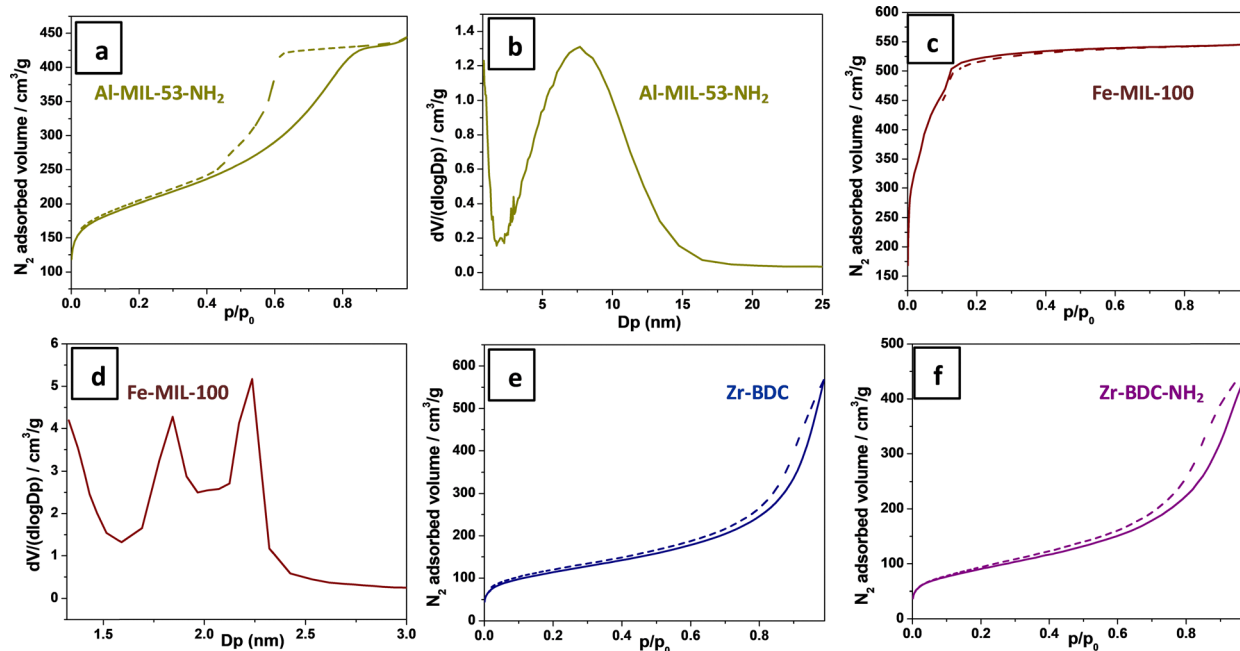 a
Al-MIL-53-NH₂
N₂ adsorbed volume / cm³/g
450
400
350
300
250
200
150
100
0.0 0.2 0.4 0.6 0.8
p/p₀
b
Al-MIL-53-NH₂
dV/(dlogDp) / cm³/g
1.4
1.2
1.0
0.8
0.6
0.4
0.2
0.0
5 10 15 20 25
Dp (nm)
c
Fe-MIL-100
N₂ adsorbed volume / cm³/g
600
550
500
450
400
350
300
250
200
150
0.0 0.2 0.4 0.6 0.8
p/p₀
d
Fe-MIL-100
dV/(dlogDp) / cm³/g
6
5
4
3
2
1
0
1.5 2.0 2.5 3.0
Dp (nm)
e
Zr-BDC
N₂ adsorbed volume / cm³/g
600
500
400
300
200
100
0
0.0 0.2 0.4 0.6 0.8
p/p₀
f
Zr-BDC-NH₂
N₂ adsorbed volume / cm³/g
500
400
300
200
100
0
0.0 0.2 0.4 0.6 0.8
p/p₀